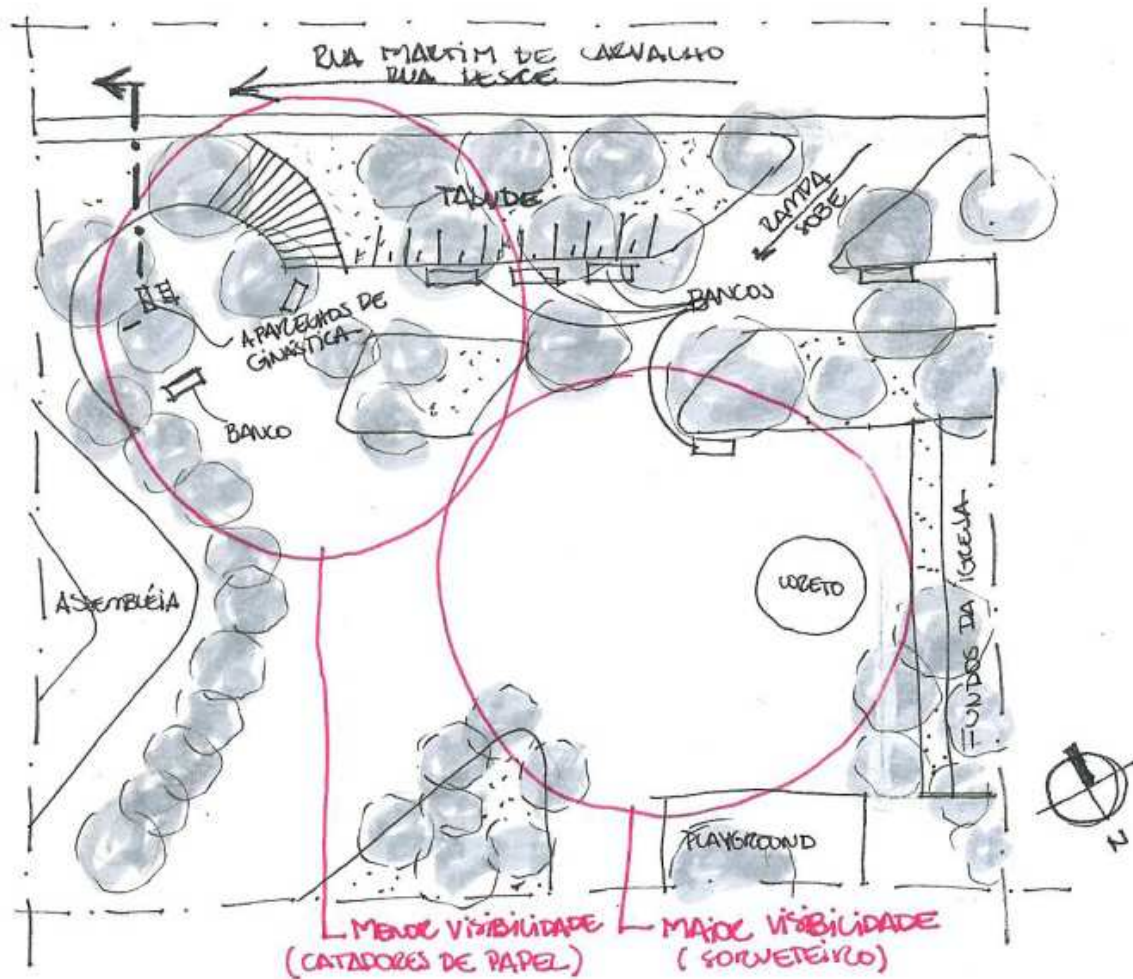 RUA MARTIM DE CARVALHO
RUA DESCE
TALUDE
RAMPA
SOBE
BANCOS
APARELHOS DE
GINÁSTICA
BANCO
ASSEMBLÉIA
CORETO
FUNDOS DA IGREJA
PLAYGROUND
N
MENOR VISIBILIDADE
(CATADORES DE PAPEL)
MAIOR VISIBILIDADE
(SORVETEIRO)